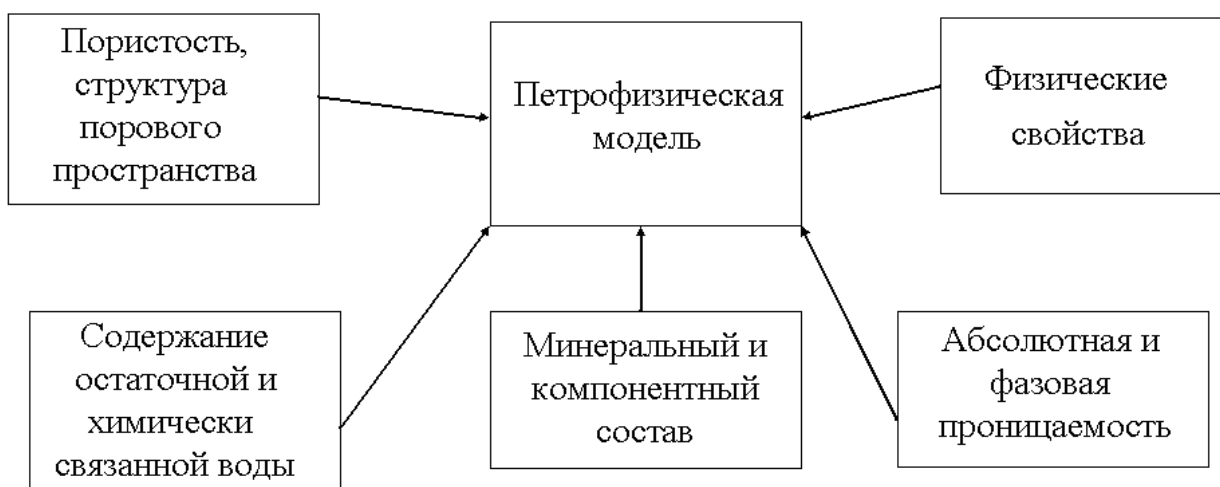 Пористость,
структура
порового
пространства
Петрофизическая
модель
Физические
свойства
Содержание
остаточной и
химически
связанной воды
Минеральный и
компонентный
состав
Абсолютная и
фазовая
проницаемость